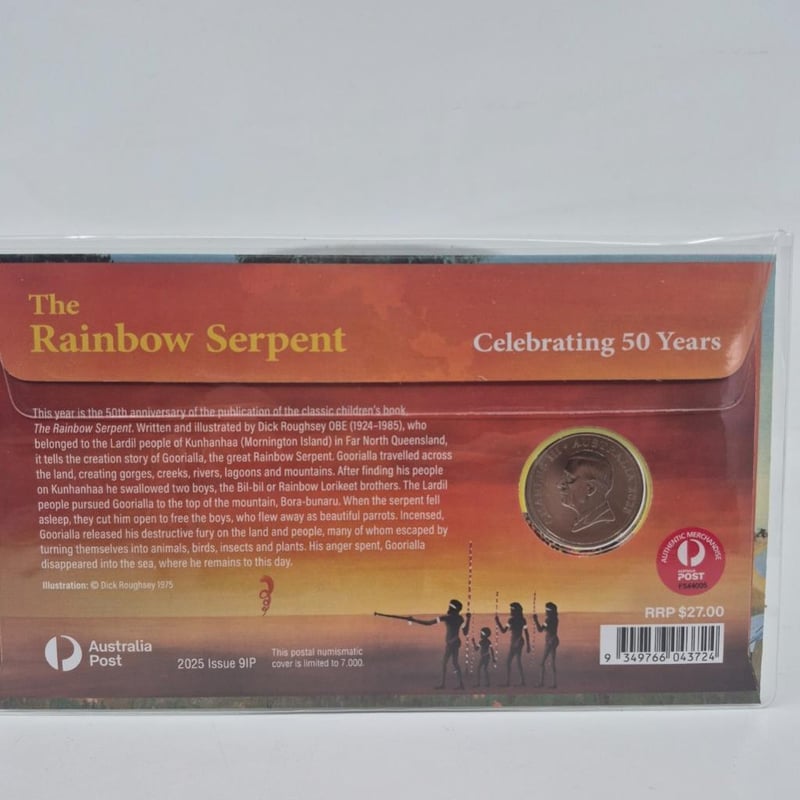 The
Rainbow Serpent
Celebrating 50 Years
This year is the 50th anniversary of the publication of the classic children's book,
The Rainbow Serpent. Written and illustrated by Dick Roughsey OBE (1924–1985), who
belonged to the Lardil people of Kunhanhaa (Mornington Island) in Far North Queensland,
it tells the creation story of Goorialla, the great Rainbow Serpent. Goorialla travelled across
the land, creating gorges, creeks, rivers, lagoons and mountains. After finding his people
on Kunhanhaa he swallowed two boys, the Bil-bil or Rainbow Lorikeet brothers. The Lardil
people pursued Goorialla to the top of the mountain, Bora-bunaru. When the serpent fell
asleep, they cut him open to free the boys, who flew away as beautiful parrots. Incensed,
Goorialla released his destructive fury on the land and people, many of whom escaped by
turning themselves into animals, birds, insects and plants. His anger spent, Goorialla
disappeared into the sea, where he remains to this day.
Illustration: © Dick Roughsey 1975
AUSTRALIA
AUTHENTIC MERCHANDISE
POST
RRP $27.00
9 349766 043724
Australia
Post
2025 Issue 9IP
This postal numismatic
cover is limited to 7,000.